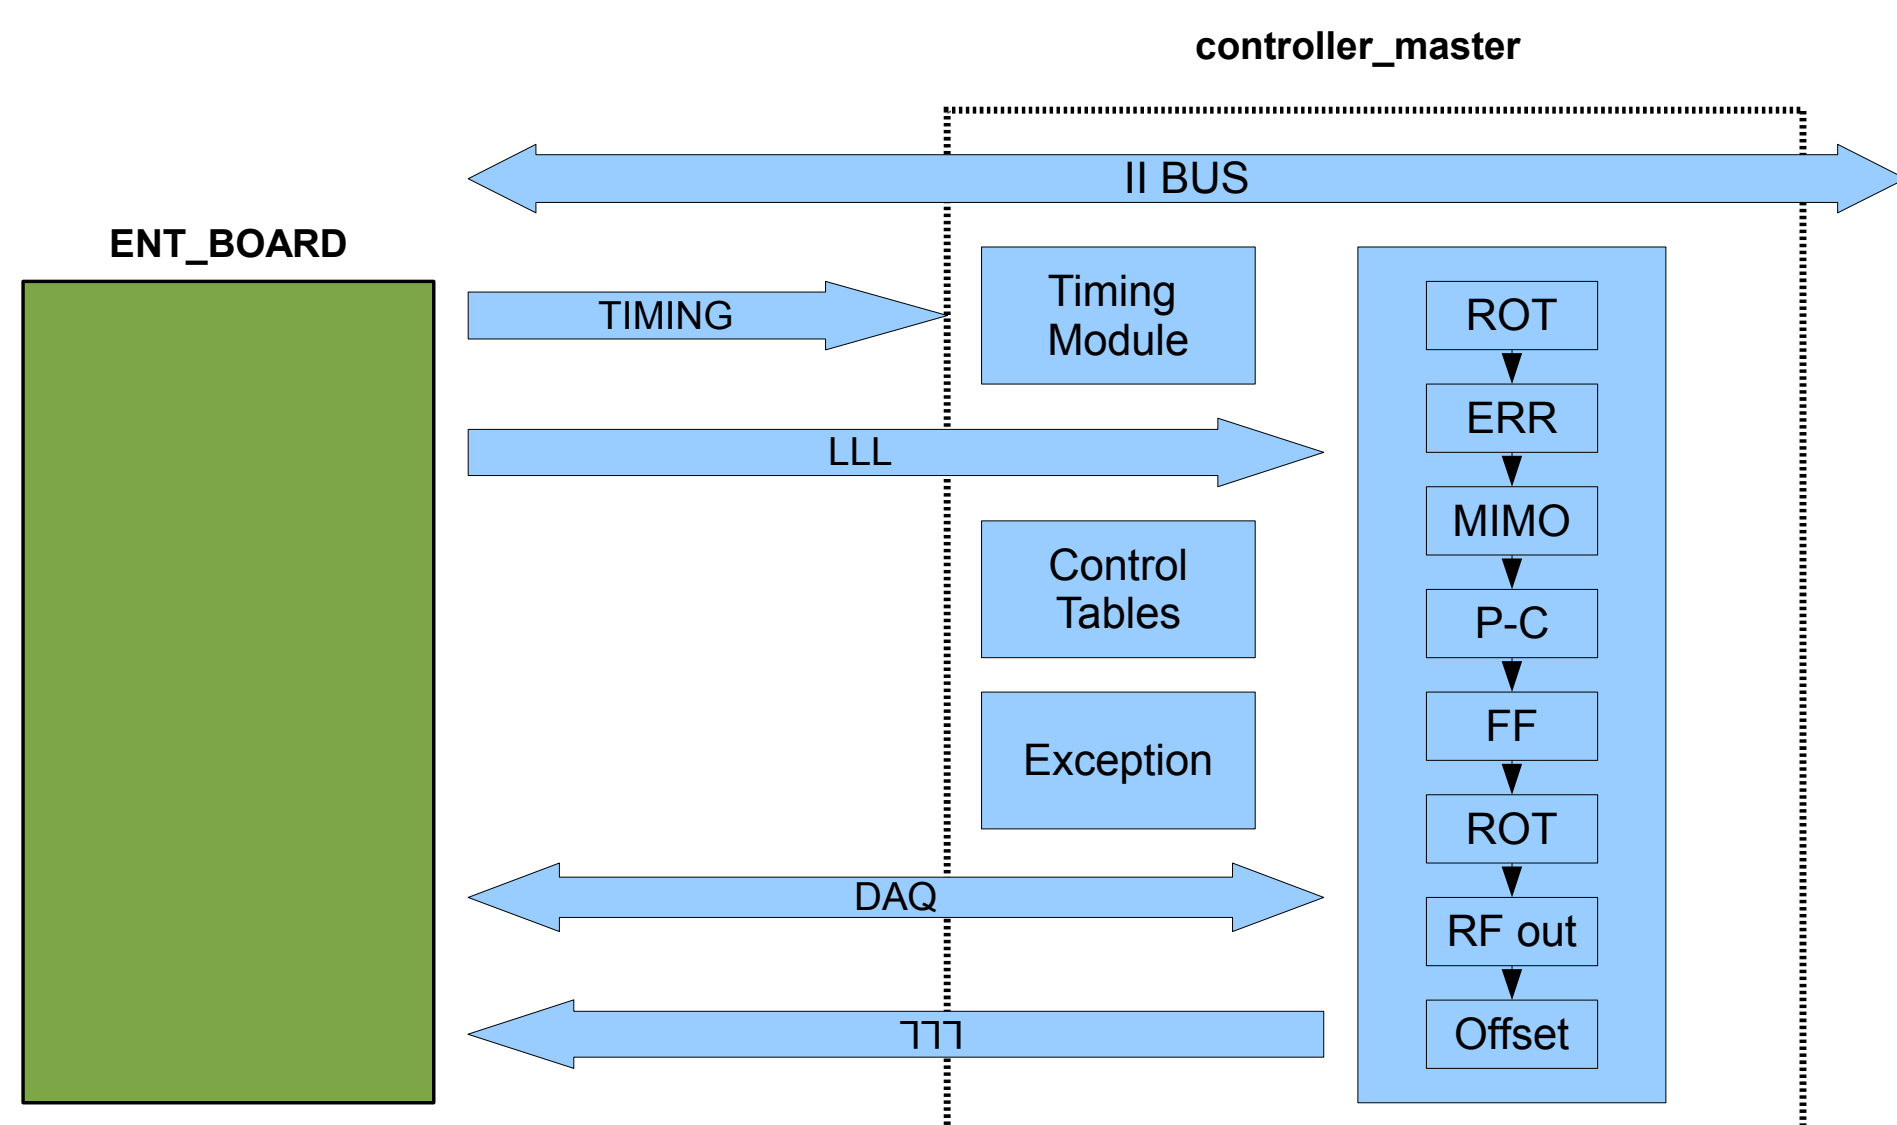 controller_master
II BUS
ENT_BOARD
TIMING
Timing
Module
LLL
Control
Tables
Exception
DAQ
LLL
ROT
ERR
MIMO
P-C
FF
ROT
RF out
Offset